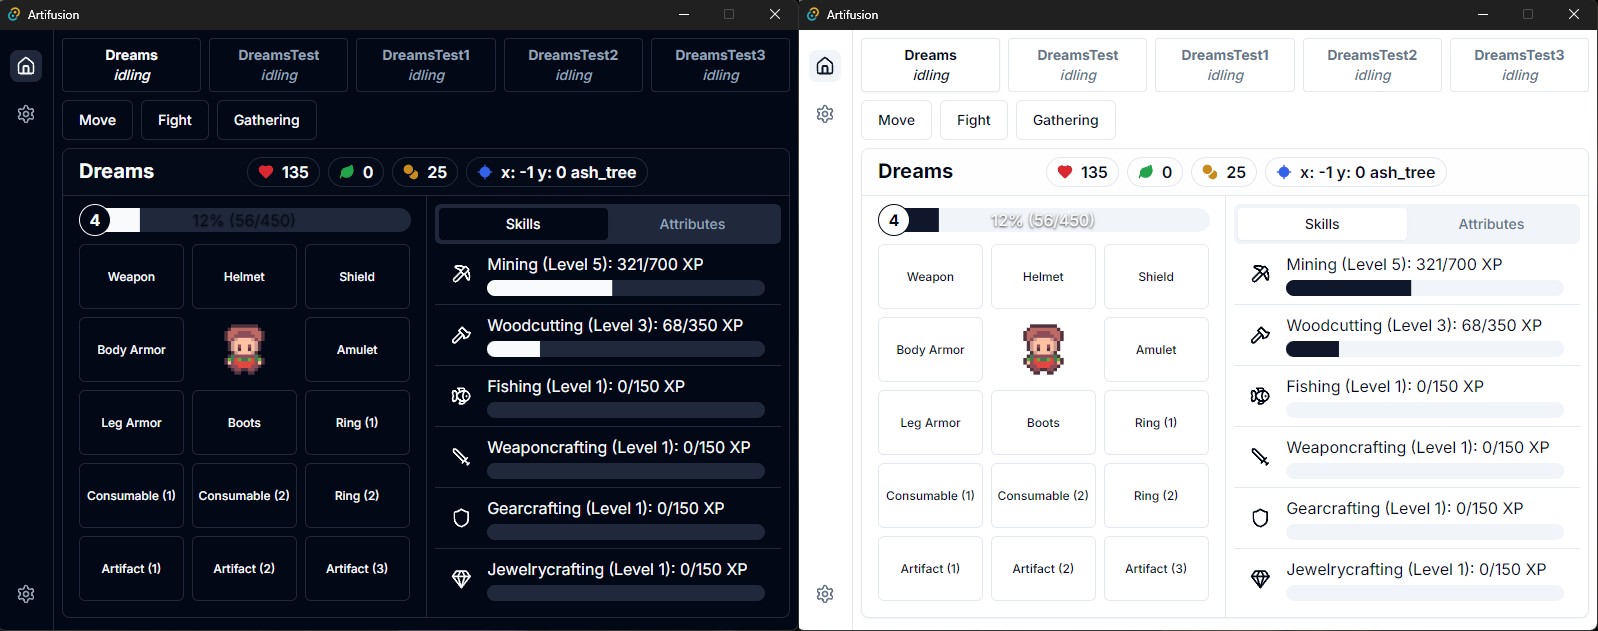 Artifusion
Dreams
idling
DreamsTest
idling
DreamsTest1
idling
DreamsTest2
idling
DreamsTest3
idling
Move
Fight
Gathering
Dreams
135
0
25
x: -1 y: 0 ash_tree
4
12% (56/450)
Weapon
Helmet
Shield
Body Armor
Amulet
Leg Armor
Boots
Ring (1)
Consumable (1)
Consumable (2)
Ring (2)
Artifact (1)
Artifact (2)
Artifact (3)
Skills
Attributes
Mining (Level 5): 321/700 XP
Woodcutting (Level 3): 68/350 XP
Fishing (Level 1): 0/150 XP
Weaponcrafting (Level 1): 0/150 XP
Gearcrafting (Level 1): 0/150 XP
Jewelrycrafting (Level 1): 0/150 XP
Artifusion
Dreams
idling
DreamsTest
idling
DreamsTest1
idling
DreamsTest2
idling
DreamsTest3
idling
Move
Fight
Gathering
Dreams
135
0
25
x: -1 y: 0 ash_tree
4
12% (56/450)
Weapon
Helmet
Shield
Body Armor
Amulet
Leg Armor
Boots
Ring (1)
Consumable (1)
Consumable (2)
Ring (2)
Artifact (1)
Artifact (2)
Artifact (3)
Skills
Attributes
Mining (Level 5): 321/700 XP
Woodcutting (Level 3): 68/350 XP
Fishing (Level 1): 0/150 XP
Weaponcrafting (Level 1): 0/150 XP
Gearcrafting (Level 1): 0/150 XP
Jewelrycrafting (Level 1): 0/150 XP